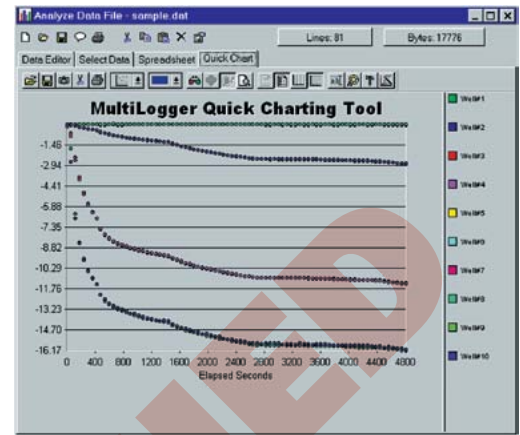 Analyze Data File - sample.dat
Lines: 81
Bytes: 17776
Data Editor
Select Data
Spreadsheet
Quick Chart
MultiLogger Quick Charting Tool
-1.48
-2.94
-4.41
-5.88
-7.35
-8.82
-10.29
-11.76
-13.23
-14.70
-16.17
0 400 800 1200 1600 2000 2400 2800 3200 3600 4000 4400 4800
Elapsed Seconds
Well#1
Well#2
Well#3
Well#4
Well#5
Well#6
Well#7
Well#8
Well#9
Well#10